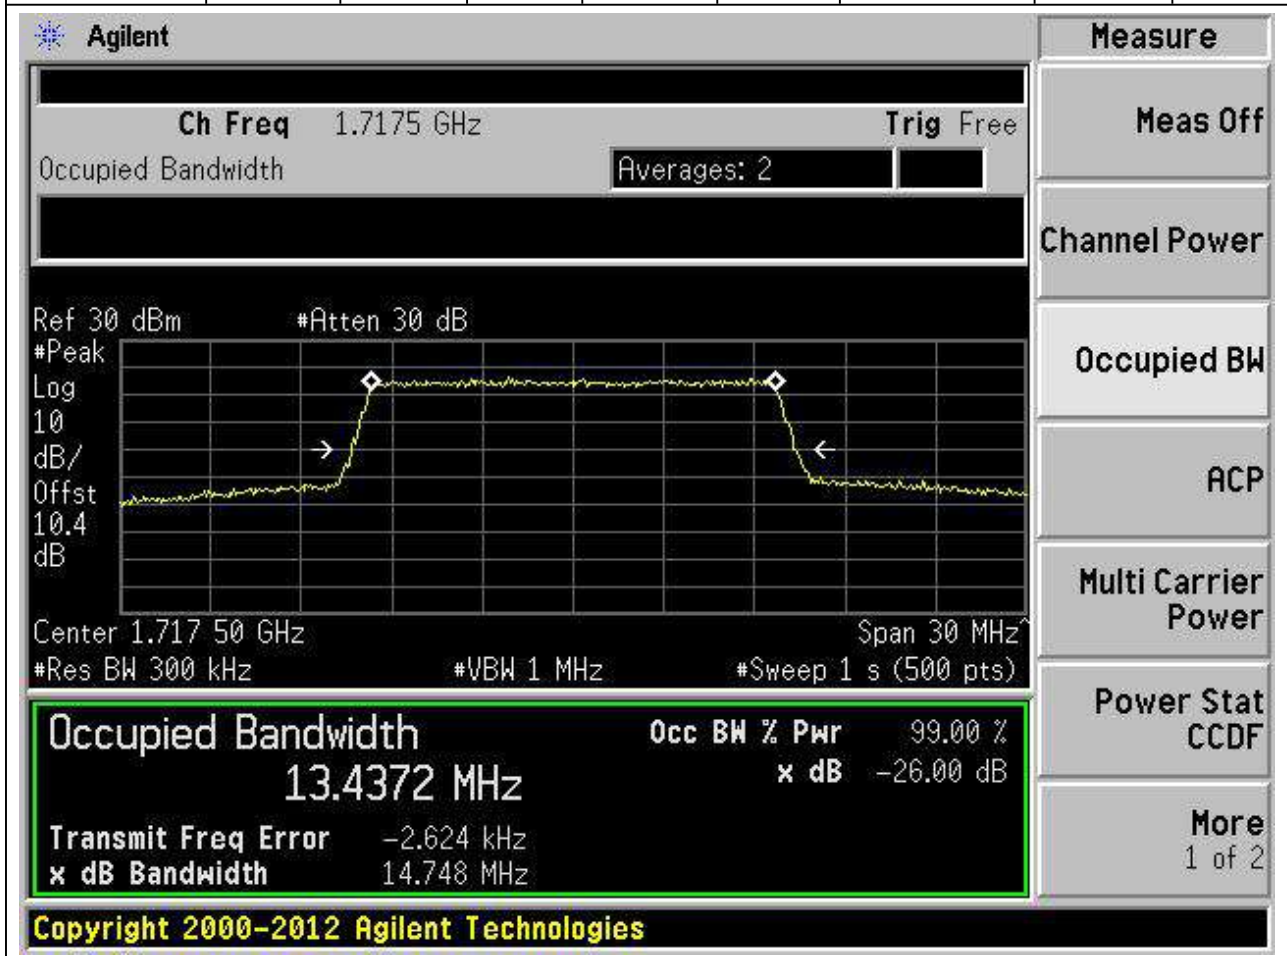 Agilent
Measure
Ch Freq 1.7175 GHz Trig Free
Occupied Bandwidth Averages: 2
Meas Off
Channel Power
Occupied BW
ACP
Multi Carrier
Power
Power Stat
CCDF
More
1 of 2
Ref 30 dBm #Atten 30 dB
#Peak
Log
10
dB/
Offst
10.4
dB
Center 1.717 50 GHz Span 30 MHz^
#Res BW 300 kHz #VBW 1 MHz #Sweep 1 s (500 pts)
Occupied Bandwidth Occ BW % Pwr 99.00 %
13.4372 MHz x dB -26.00 dB
Transmit Freq Error -2.624 kHz
x dB Bandwidth 14.748 MHz
Copyright 2000-2012 Agilent Technologies